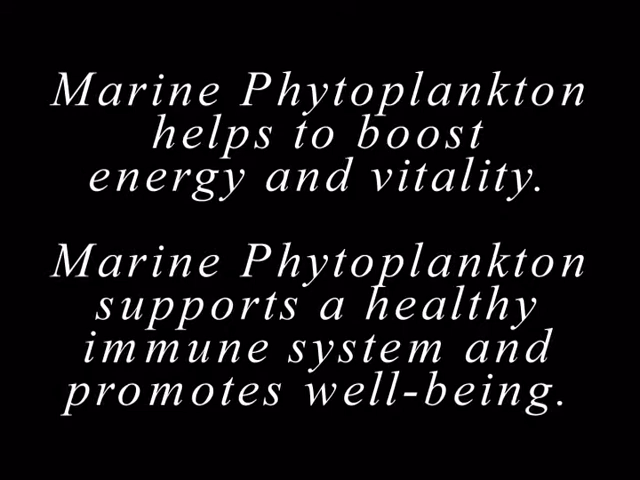 Marine Phytoplankton
helps to boost
energy and vitality.
Marine Phytoplankton
supports a healthy
immune system and
promotes well-being.